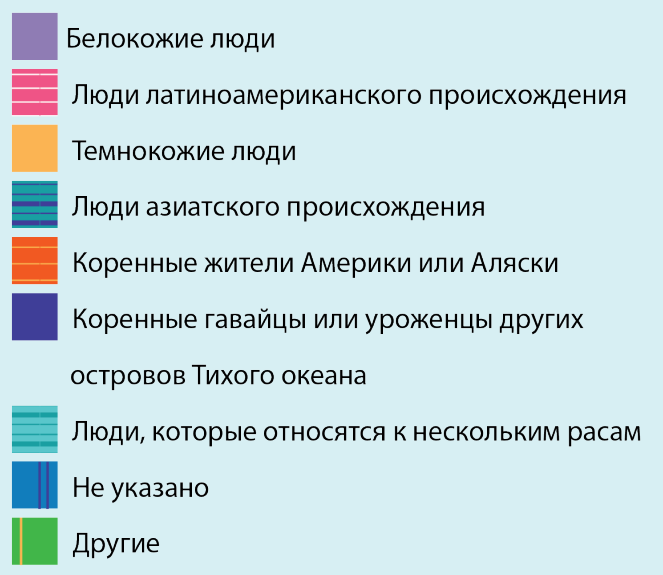 Белокожие люди
Люди латиноамериканского происхождения
Темнокожие люди
Люди азиатского происхождения
Коренные жители Америки или Аляски
Коренные гавайцы или уроженцы других
островов Тихого океана
Люди, которые относятся к нескольким расам
Не указано
Другие